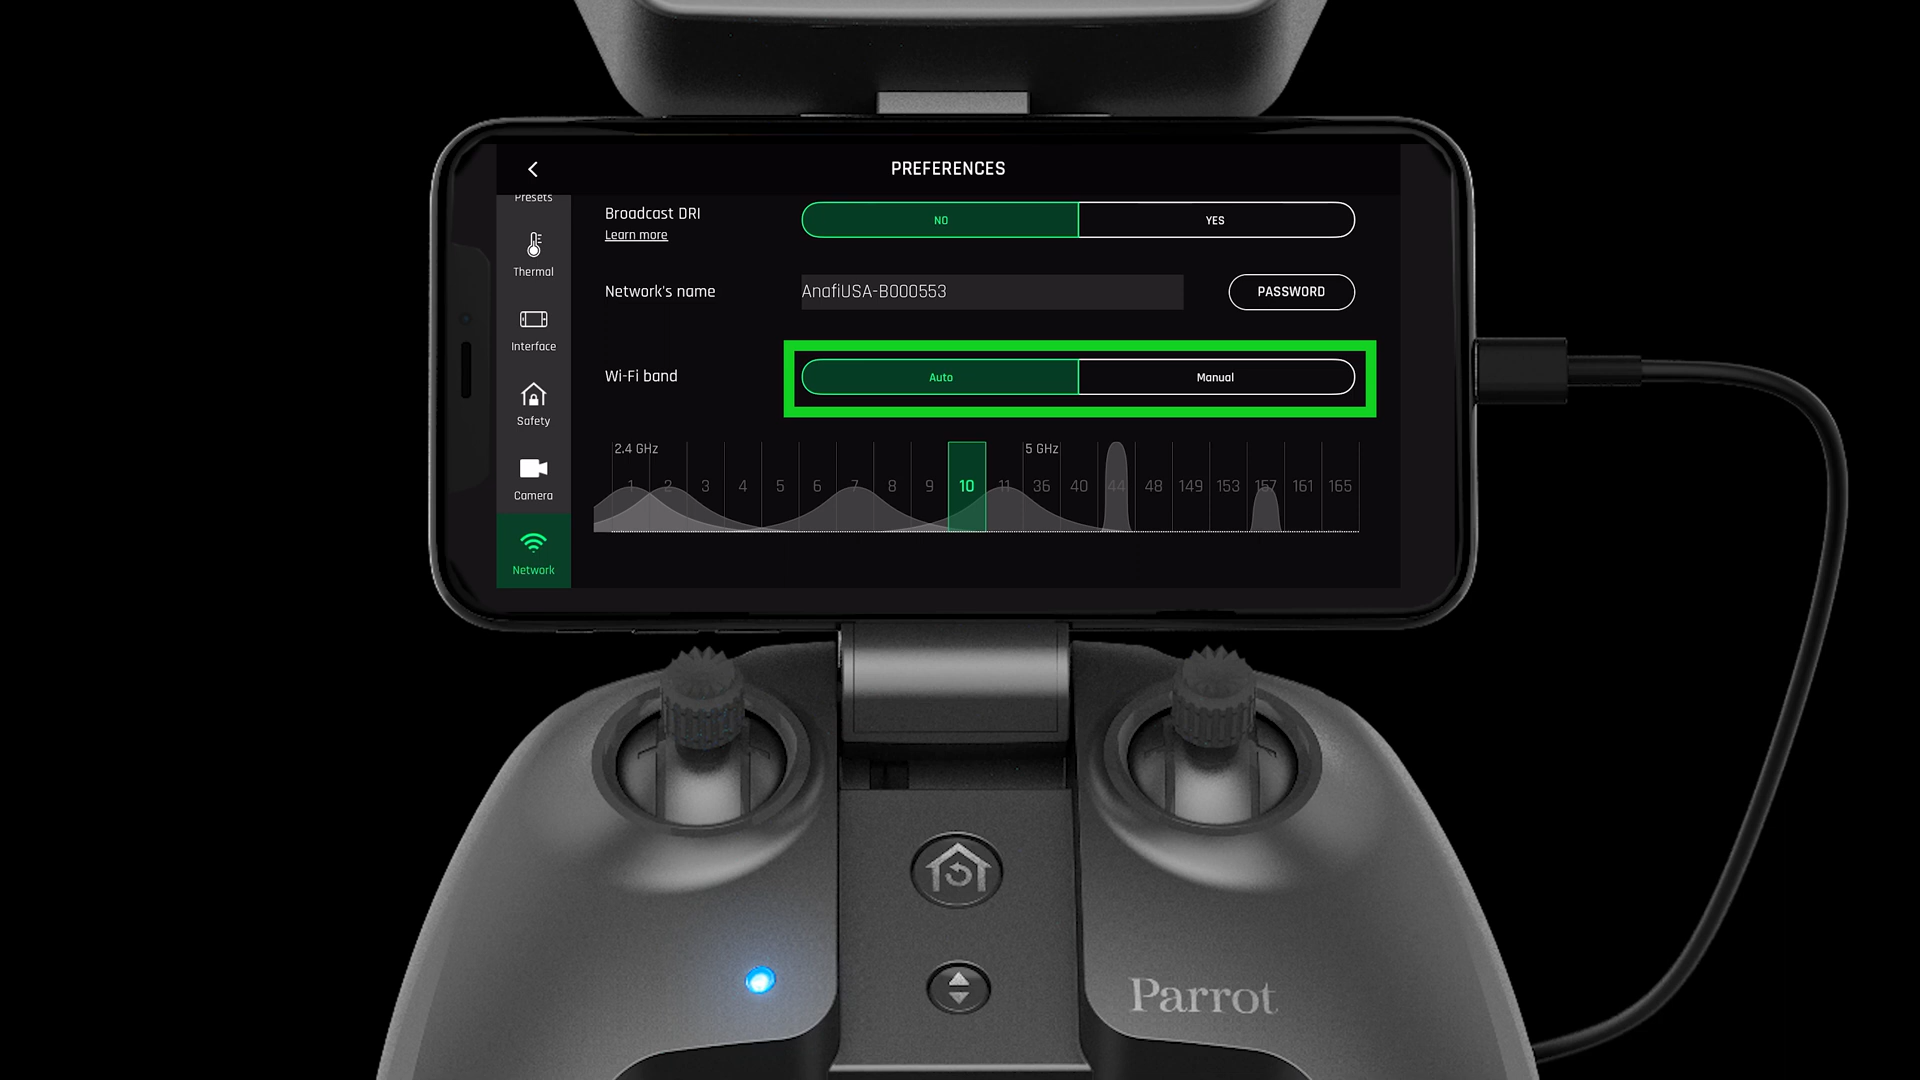 PREFERENCES
Presets
Broadcast DRI
NO
YES
Learn more
Thermal
Network's name
AnafiUSA-B000553
PASSWORD
Interface
Wi-Fi band
Auto
Manual
Safety
2.4 GHz
5 GHz
1 2 3 4 5 6 7 8 9 10 11 36 40 44 48 149 153 157 161 165
Camera
Network
Parrot